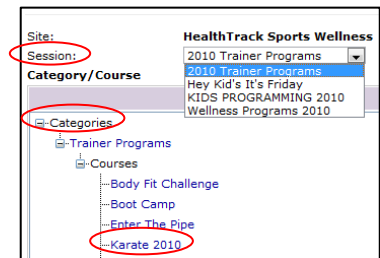 Site: HealthTrack Sports Wellness
Session: 2010 Trainer Programs
2010 Trainer Programs
Hey Kid's It's Friday
KIDS PROGRAMMING 2010
Wellness Programs 2010
Category/Course
Categories
Trainer Programs
Courses
Body Fit Challenge
Boot Camp
Enter The Pipe
Karate 2010